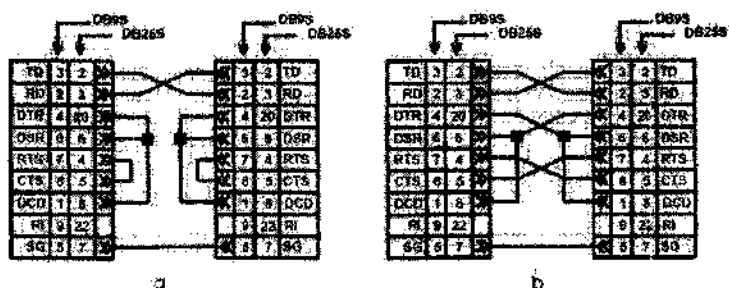 DB9S DB9S DB9S DB9S
DB25S DB25S DB25S DB25S
TD 3 2 3 2 TD TD 3 2 3 2 TD
RD 2 3 2 3 RD RD 2 3 2 3 RD
DTR 4 20 4 20 DTR DTR 4 20 4 20 DTR
DSR 6 6 6 6 DSR DSR 6 6 6 6 DSR
RTS 7 4 7 4 RTS RTS 7 4 7 4 RTS
CTS 8 5 8 5 CTS CTS 8 5 8 5 CTS
DCD 1 8 1 8 DCD DCD 1 8 1 8 DCD
RI 9 22 9 22 RI RI 9 22 9 22 RI
SG 5 7 5 7 SG SG 5 7 5 7 SG
a b